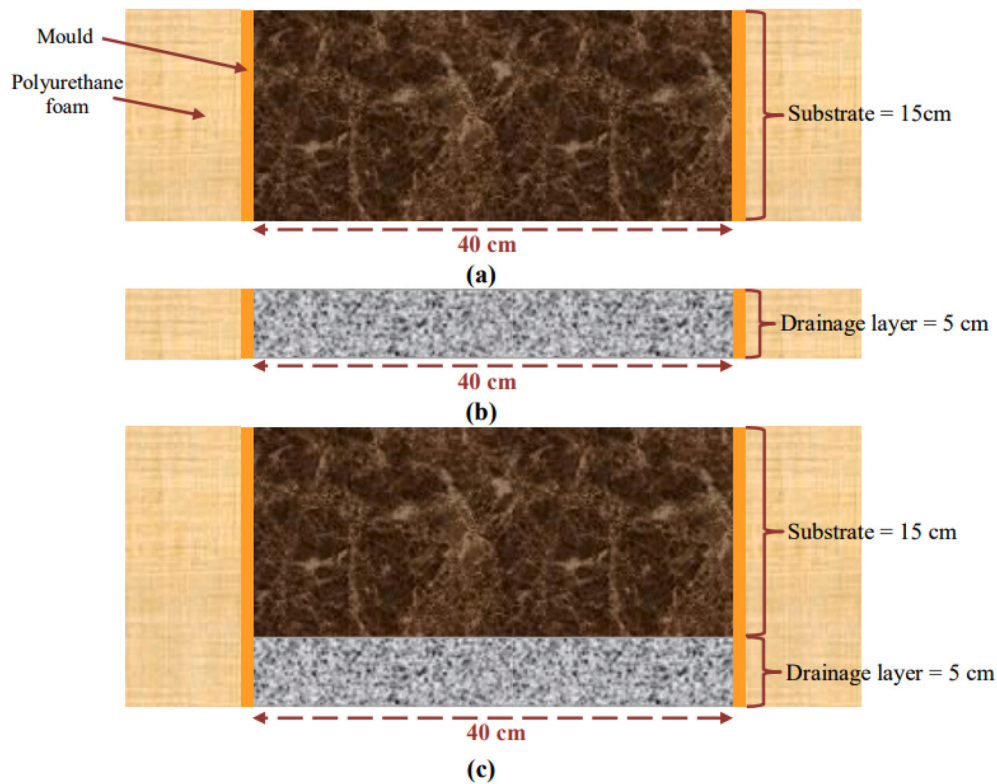 Mould
Polyurethane
foam
Substrate = 15cm
40 cm
(a)
Drainage layer = 5 cm
40 cm
(b)
Substrate = 15 cm
Drainage layer = 5 cm
40 cm
(c)